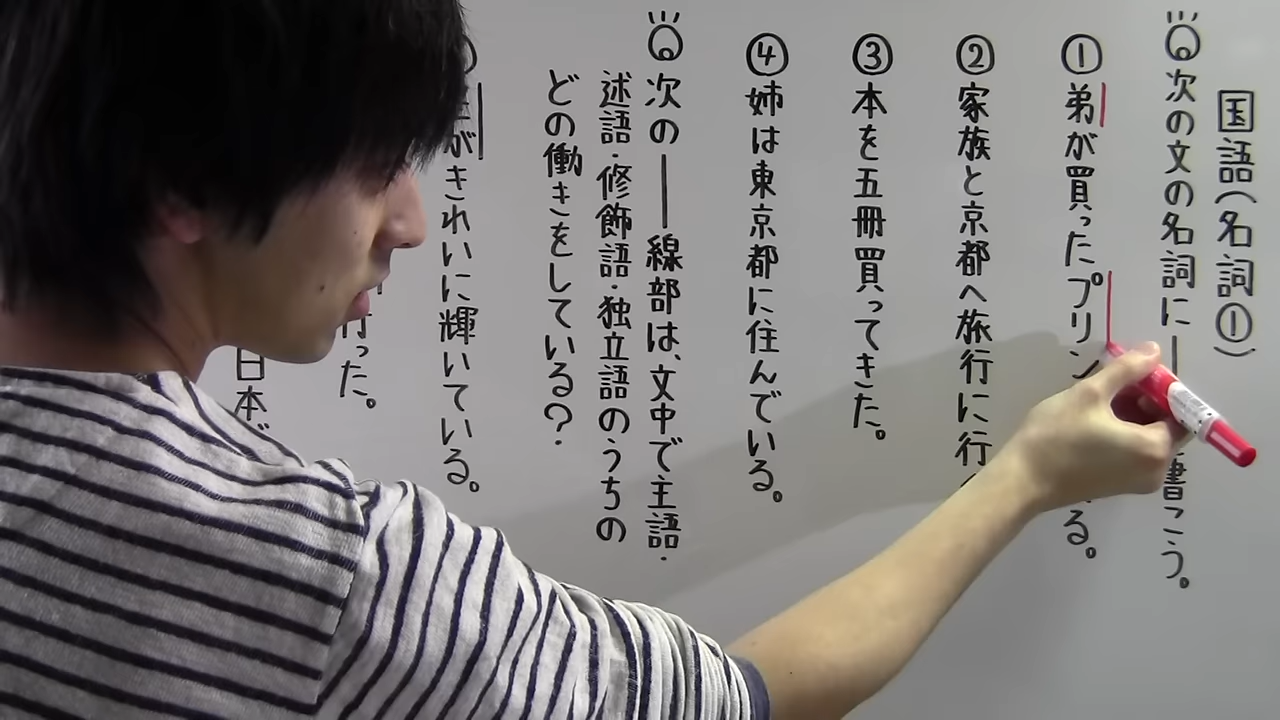 国語(名詞①)
次の文の名詞に― 書こう。
①弟が買ったプリン る。
②家族と京都へ旅行に行
③本を五冊買ってきた。
④姉は東京都に住んでいる。
次の―線部は、文中で主語・
述語・修飾語・独立語のうちの
どの働きをしている?
がきれいに輝いている。
行った。
日本